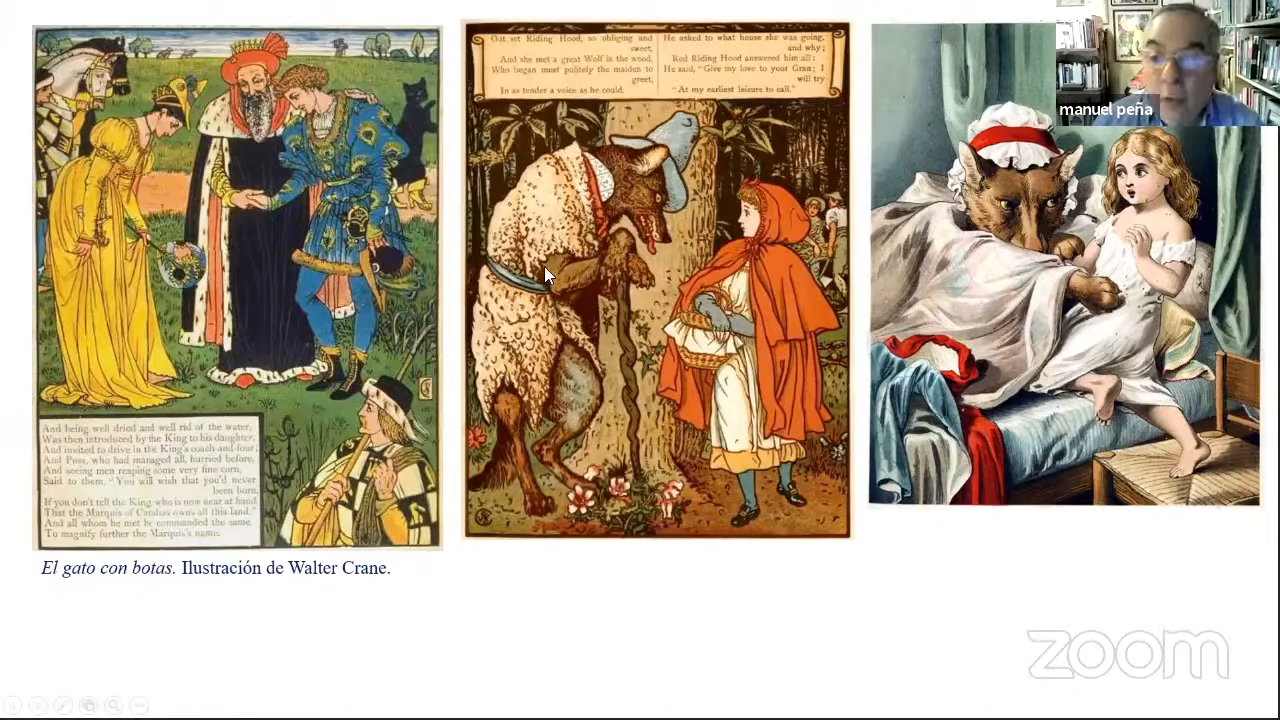 Out set Riding Hood, so obliging and
sweet,
And she met a great Wolf in the wood,
Who began most politely the maiden to
greet,
In as tender a voice as he could.
He asked to what house she was going,
and why;
Red Riding Hood answered him all:
He said, "Give my love to your Gran; I
will try
"At my earliest leisure to call."
manuel peña
And being well dried and well rid of the water,
Was then introduced by the King to his daughter,
And invited to drive in the King's coach-and-four;
And Puss, who had managed all, hurried before,
And seeing men reaping some very fine corn,
Said to them, "You will wish that you'd never
been born,
If you don't tell the King who is now near at hand
That the Marquis of Carabas owns all this land."
And all whom he met he commanded the same,
To magnify further the Marquis's name.
El gato con botas. Ilustración de Walter Crane.
zoom